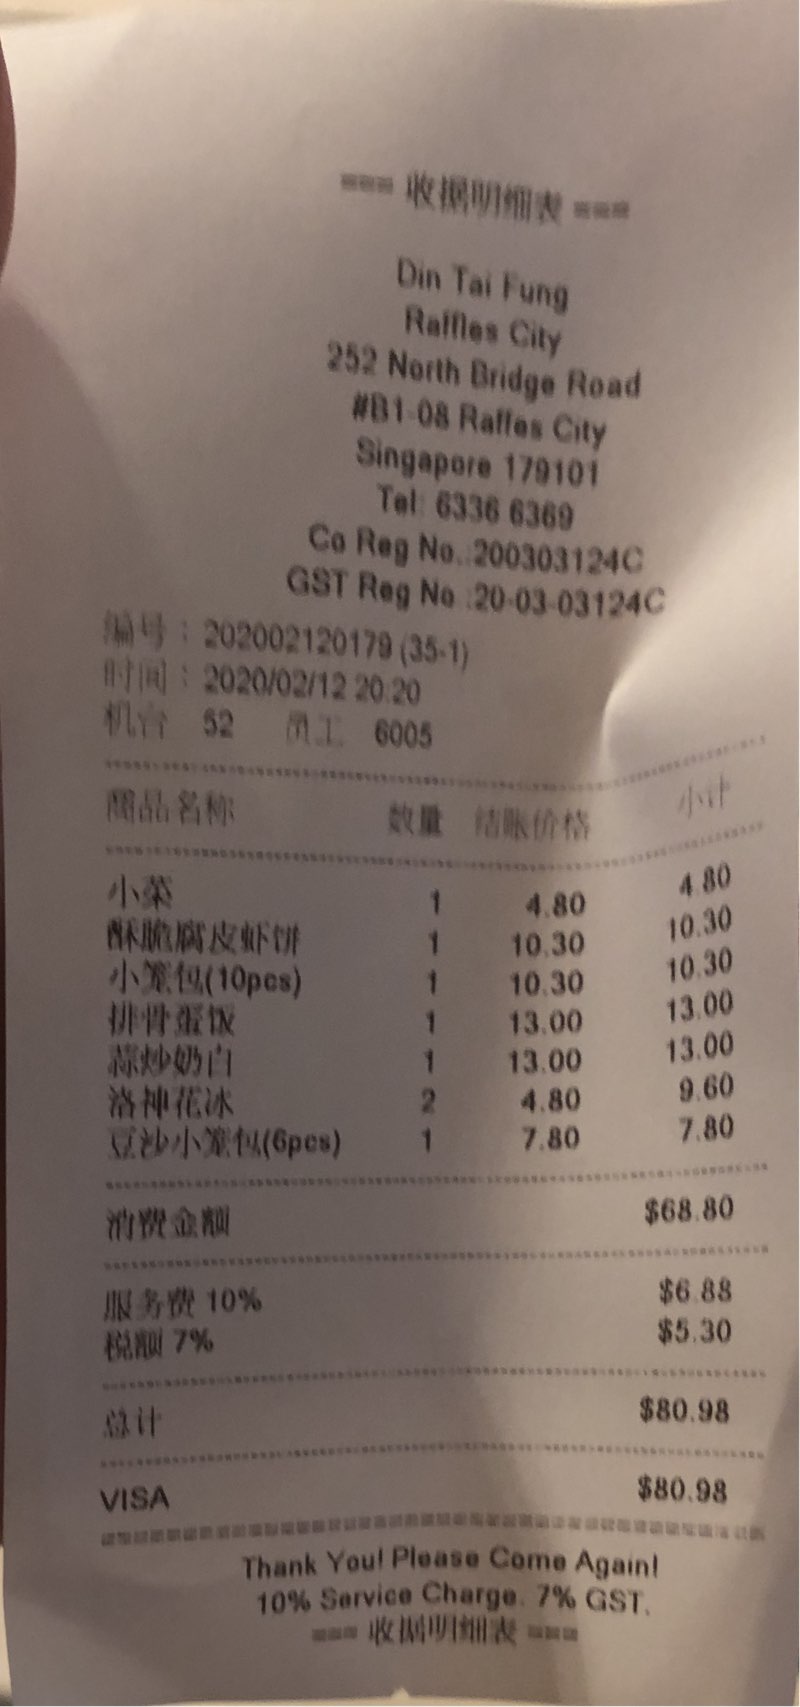 === 收据明细表 ===
Din Tai Fung
Raffles City
252 North Bridge Road
#B1-08 Raffes City
Singapore 179101
Tel: 6336 6369
Co Reg No.:200303124C
GST Reg No :20-03-03124C
编号：202002120179 (35-1)
时间：2020/02/12 20:20
机台 52 员工 6005
商品名称 数量 结账价格 小计
小菜 1 4.80 4.80
酥脆腐皮虾饼 1 10.30 10.30
小笼包(10pcs) 1 10.30 10.30
排骨蛋饭 1 13.00 13.00
蒜炒奶白 1 13.00 13.00
洛神花冰 2 4.80 9.60
豆沙小笼包(6pcs) 1 7.80 7.80
消费金额 $68.80
服务费 10% $6.88
税额 7% $5.30
总计 $80.98
VISA $80.98
Thank You! Please Come Again!
10% Service Charge. 7% GST.
=== 收据明细表 ===